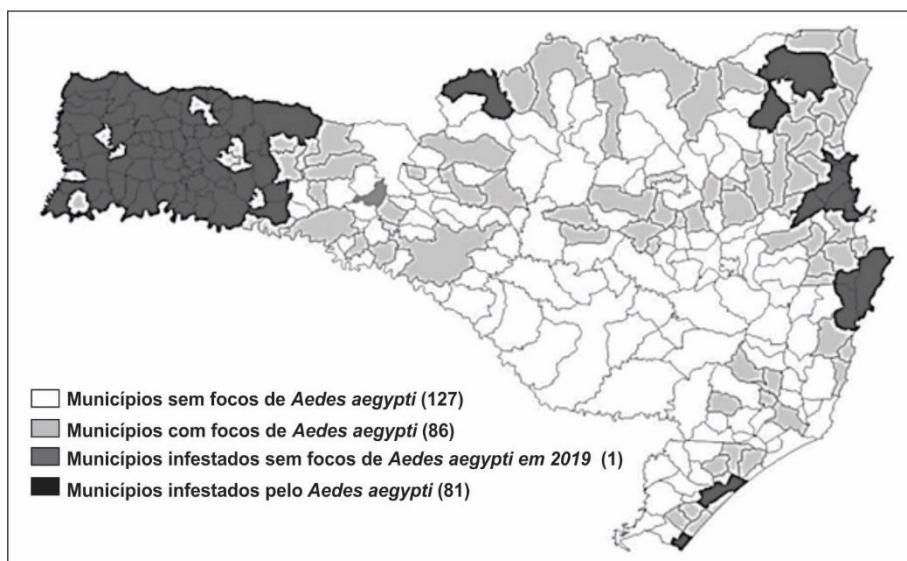 Municípios sem focos de Aedes aegypti (127)
Municípios com focos de Aedes aegypti (86)
Municípios infestados sem focos de Aedes aegypti em 2019 (1)
Municípios infestados pelo Aedes aegypti (81)